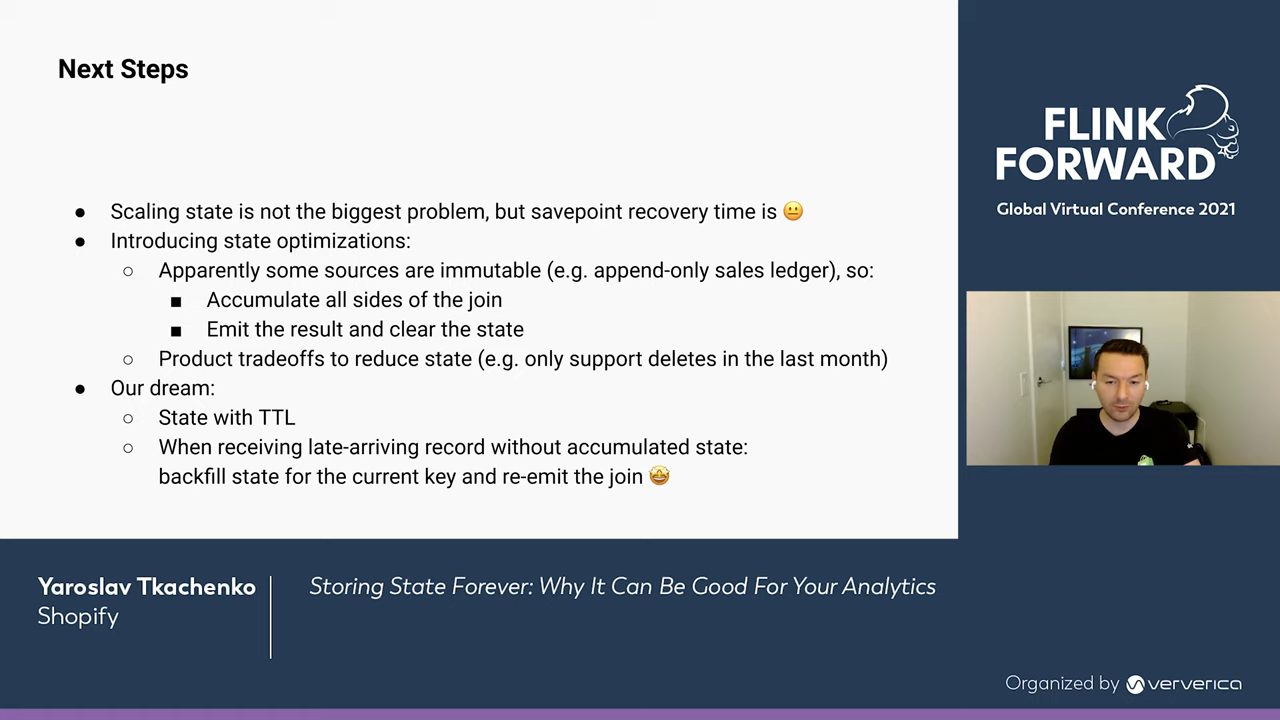 Next Steps
● Scaling state is not the biggest problem, but savepoint recovery time is 😐
● Introducing state optimizations:
○ Apparently some sources are immutable (e.g. append-only sales ledger), so:
■ Accumulate all sides of the join
■ Emit the result and clear the state
○ Product tradeoffs to reduce state (e.g. only support deletes in the last month)
● Our dream:
○ State with TTL
○ When receiving late-arriving record without accumulated state:
backfill state for the current key and re-emit the join 🤩
FLINK
FORWARD
Global Virtual Conference 2021
Yaroslav Tkachenko
Shopify
Storing State Forever: Why It Can Be Good For Your Analytics
Organized by ververica